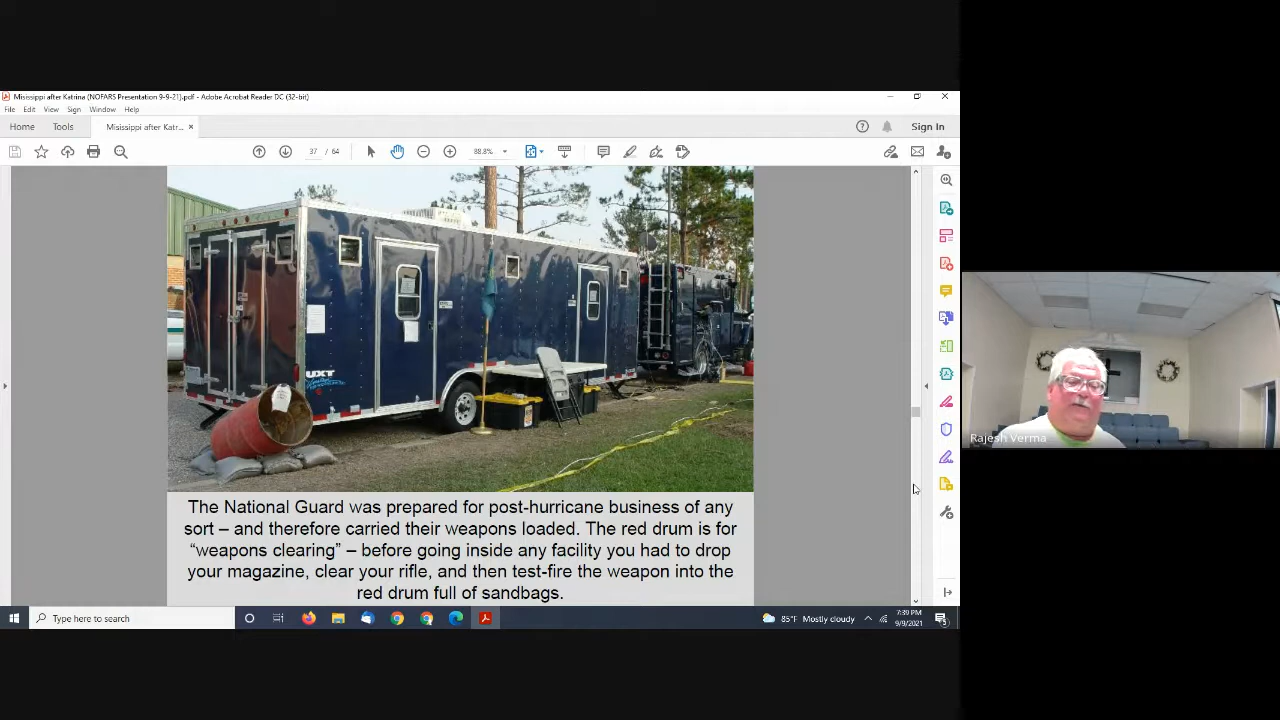 Misissippi after Katrina (NOFARS Presentation 9-9-21).pdf - Adobe Acrobat Reader DC (32-bit)
File Edit View Sign Window Help
Home Tools Misissippi after Katr... × Sign In
37 / 64 88.8%
UXT
The National Guard was prepared for post-hurricane business of any
sort – and therefore carried their weapons loaded. The red drum is for
“weapons clearing” – before going inside any facility you had to drop
your magazine, clear your rifle, and then test-fire the weapon into the
red drum full of sandbags.
Rajesh Verma
Type here to search
85°F Mostly cloudy
7:39 PM
9/9/2021